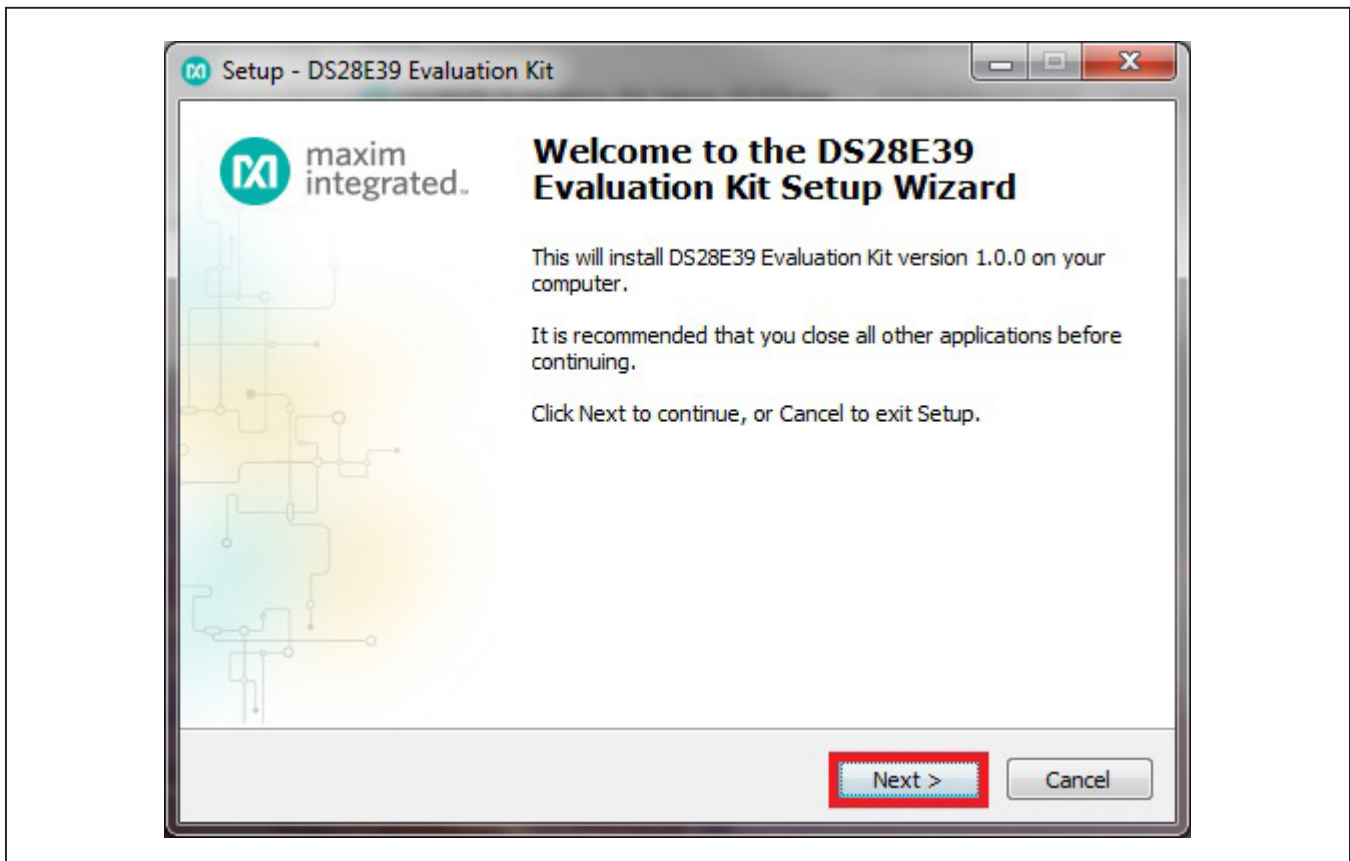 Setup - DS28E39 Evaluation Kit
maxim
integrated™
Welcome to the DS28E39
Evaluation Kit Setup Wizard
This will install DS28E39 Evaluation Kit version 1.0.0 on your
computer.
It is recommended that you close all other applications before
continuing.
Click Next to continue, or Cancel to exit Setup.
Next >
Cancel